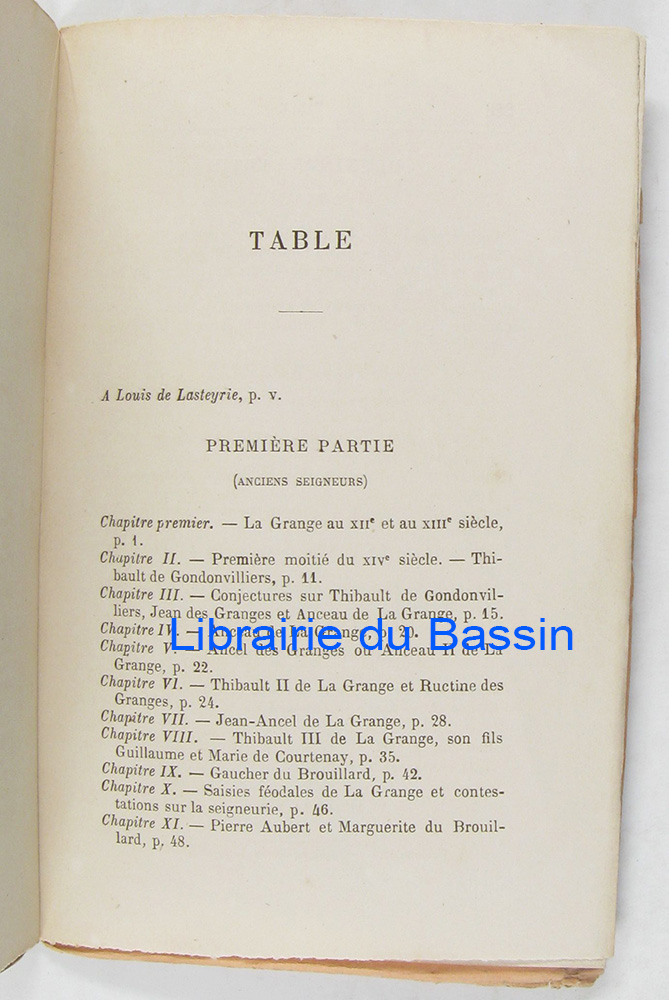 TABLE
A Louis de Lasteyrie, p. v.
PREMIÈRE PARTIE
(ANCIENS SEIGNEURS)
Chapitre premier. — La Grange au XIIe et au XIIIe siècle,
p. 1.
Chapitre II. — Première moitié du XIVe siècle. — Thi-
bault de Gondonvilliers, p. 11.
Chapitre III. — Conjectures sur Thibault de Gondonvil-
liers, Jean des Granges et Anceau de La Grange, p. 15.
Chapitre IV. — Anceau de La Grange, p. 20.
Librairie du Bassin
Chapitre V. — Ancel des Granges ou Anceau II de La
Grange, p. 22.
Chapitre VI. — Thibault II de La Grange et Ructine des
Granges, p. 24.
Chapitre VII. — Jean-Ancel de La Grange, p. 28.
Chapitre VIII. — Thibault III de La Grange, son fils
Guillaume et Marie de Courtenay, p. 35.
Chapitre IX. — Gaucher du Brouillard, p. 42.
Chapitre X. — Saisies féodales de La Grange et contes-
tations sur la seigneurie, p. 46.
Chapitre XI. — Pierre Aubert et Marguerite du Brouil-
lard, p. 48.